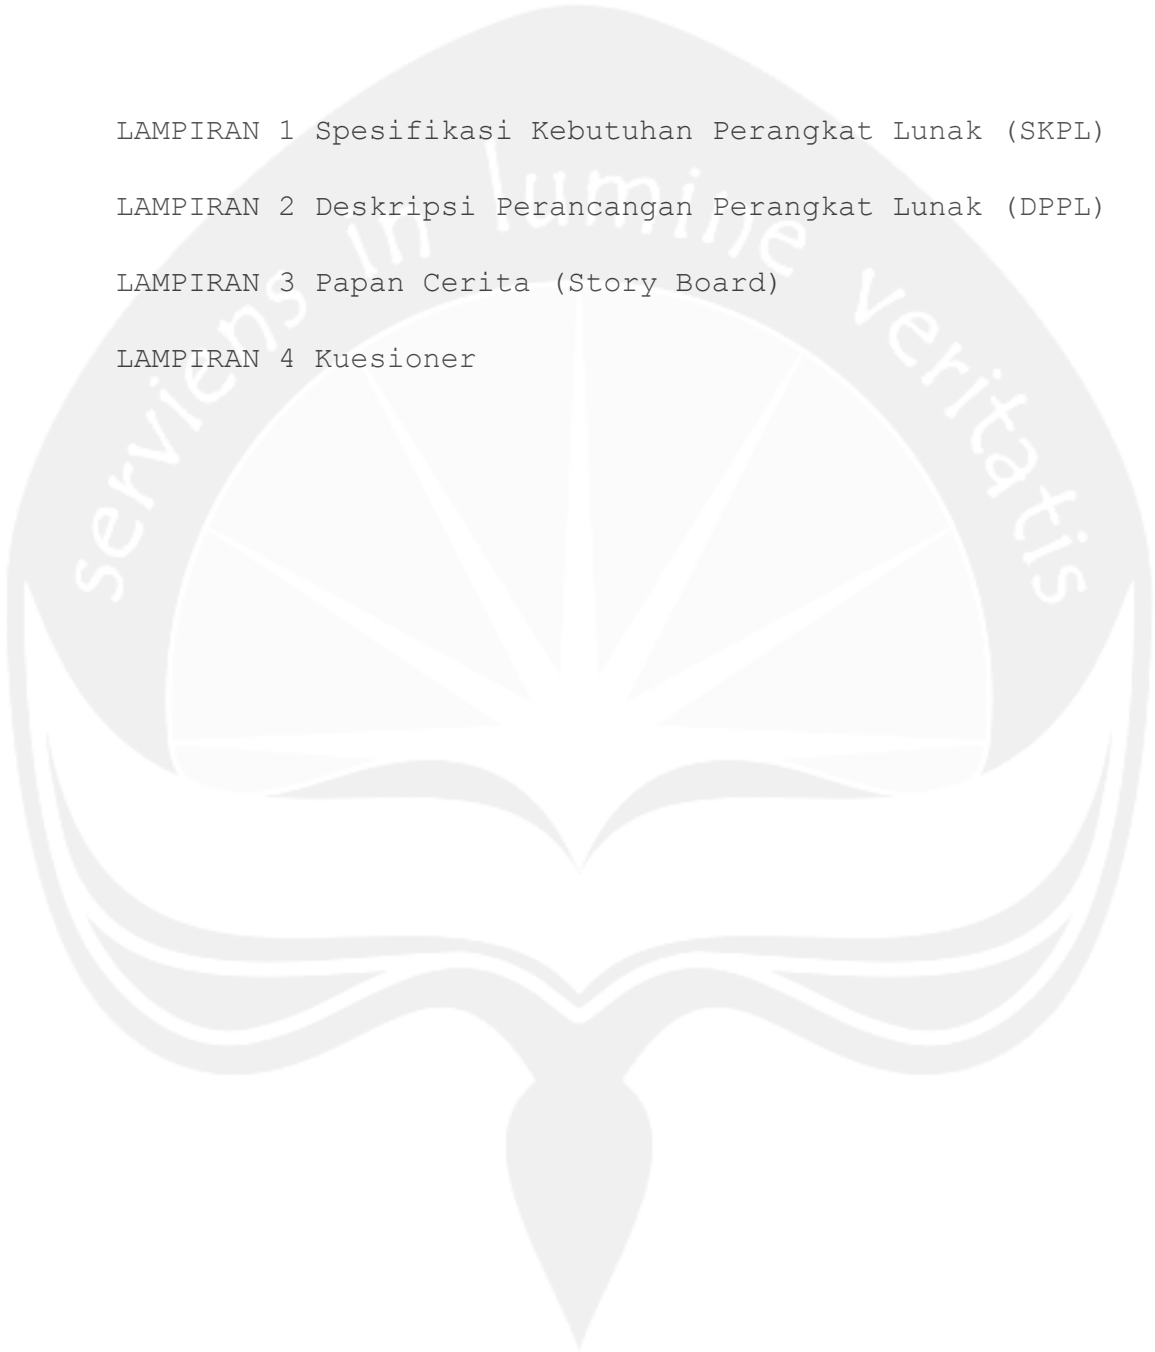 LAMPIRAN 1 Spesifikasi Kebutuhan Perangkat Lunak (SKPL)
LAMPIRAN 2 Deskripsi Perancangan Perangkat Lunak (DPPL)
LAMPIRAN 3 Papan Cerita (Story Board)
LAMPIRAN 4 Kuesioner
serviens in lumine veritatis